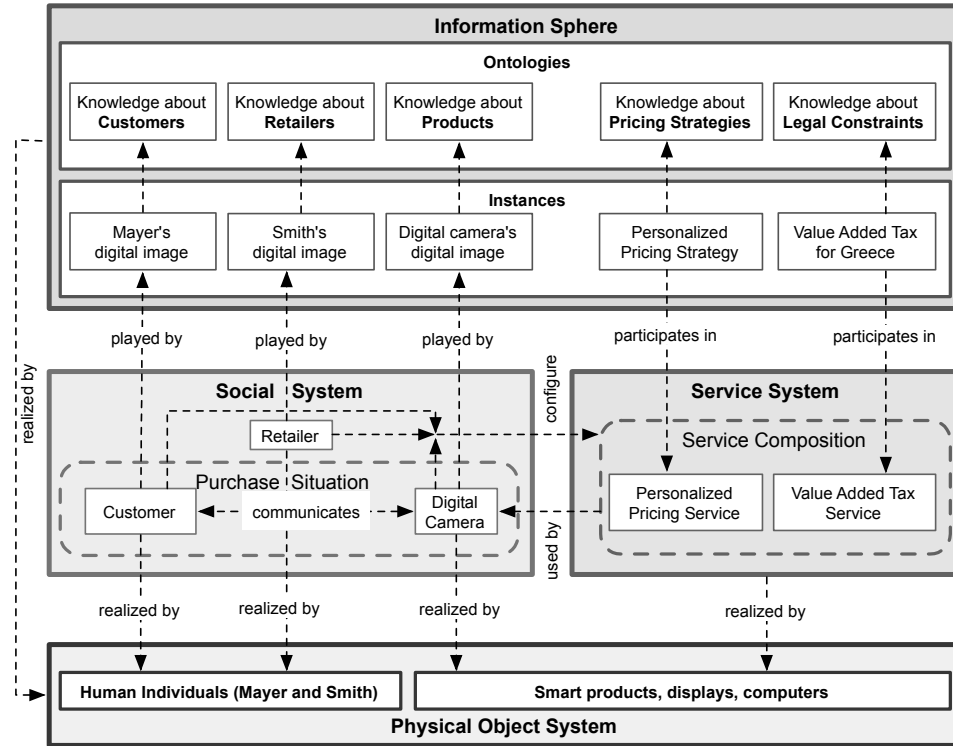 Information Sphere
Ontologies
Knowledge about
Customers
Knowledge about
Retailers
Knowledge about
Products
Knowledge about
Pricing Strategies
Knowledge about
Legal Constraints
Instances
Mayer's
digital image
Smith's
digital image
Digital camera's
digital image
Personalized
Pricing Strategy
Value Added Tax
for Greece
played by
played by
played by
participates in
participates in
realized by
configure
Social System
Service System
Retailer
Service Composition
Purchase Situation
Customer
communicates
Digital
Camera
Personalized
Pricing Service
Value Added Tax
Service
used by
realized by
realized by
realized by
realized by
Human Individuals (Mayer and Smith)
Smart products, displays, computers
Physical Object System